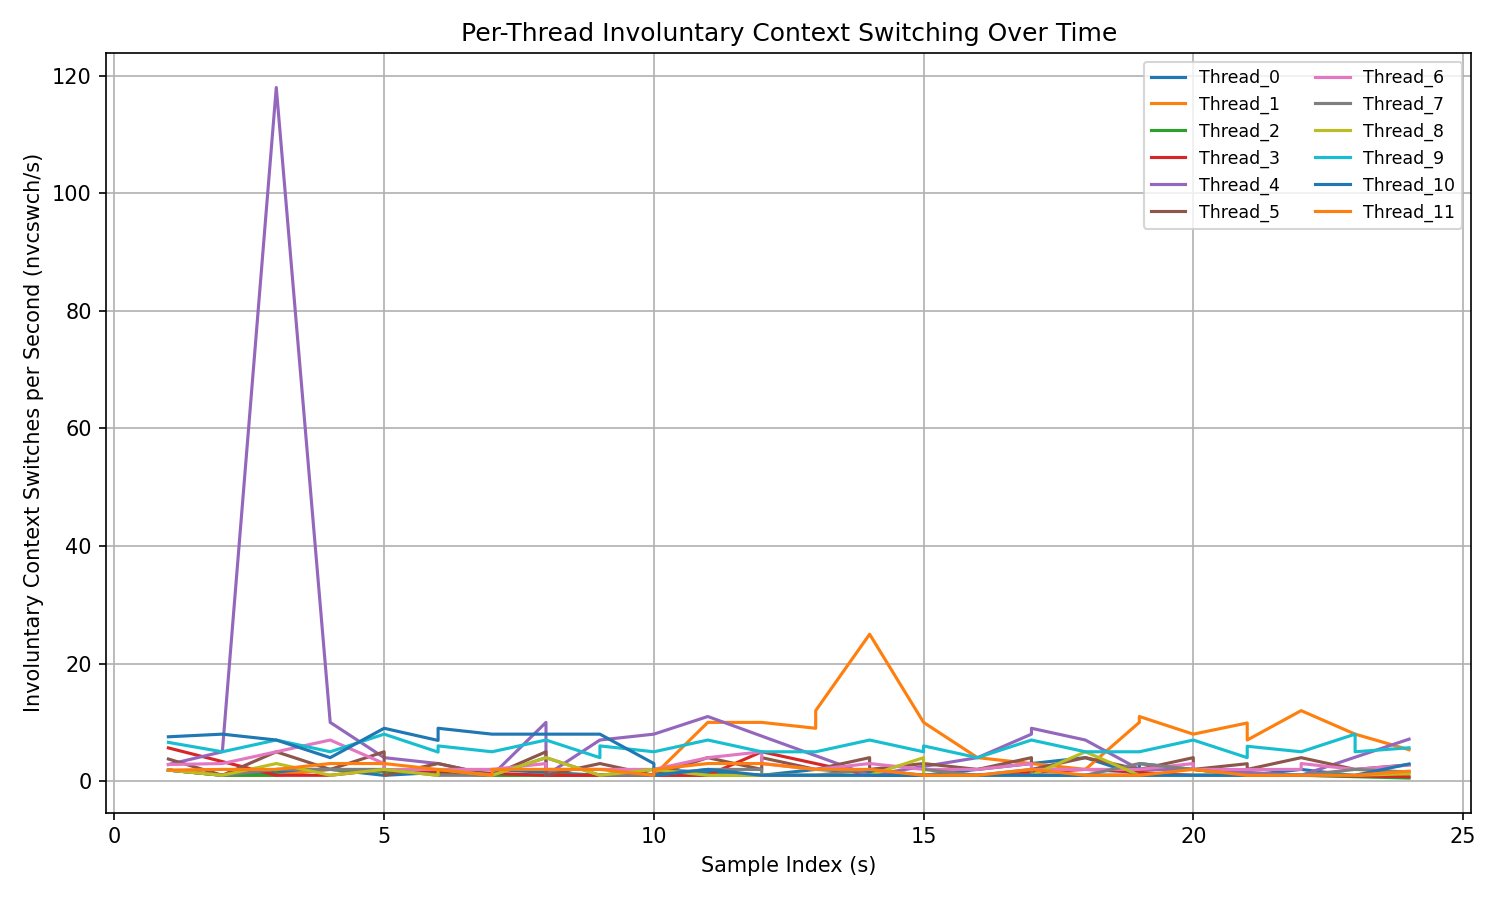 Per-Thread Involuntary Context Switching Over Time
Involuntary Context Switches per Second (nvcswch/s)
120
100
80
60
40
20
0
Thread_0
Thread_1
Thread_2
Thread_3
Thread_4
Thread_5
Thread_6
Thread_7
Thread_8
Thread_9
Thread_10
Thread_11
0 5 10 15 20 25
Sample Index (s)